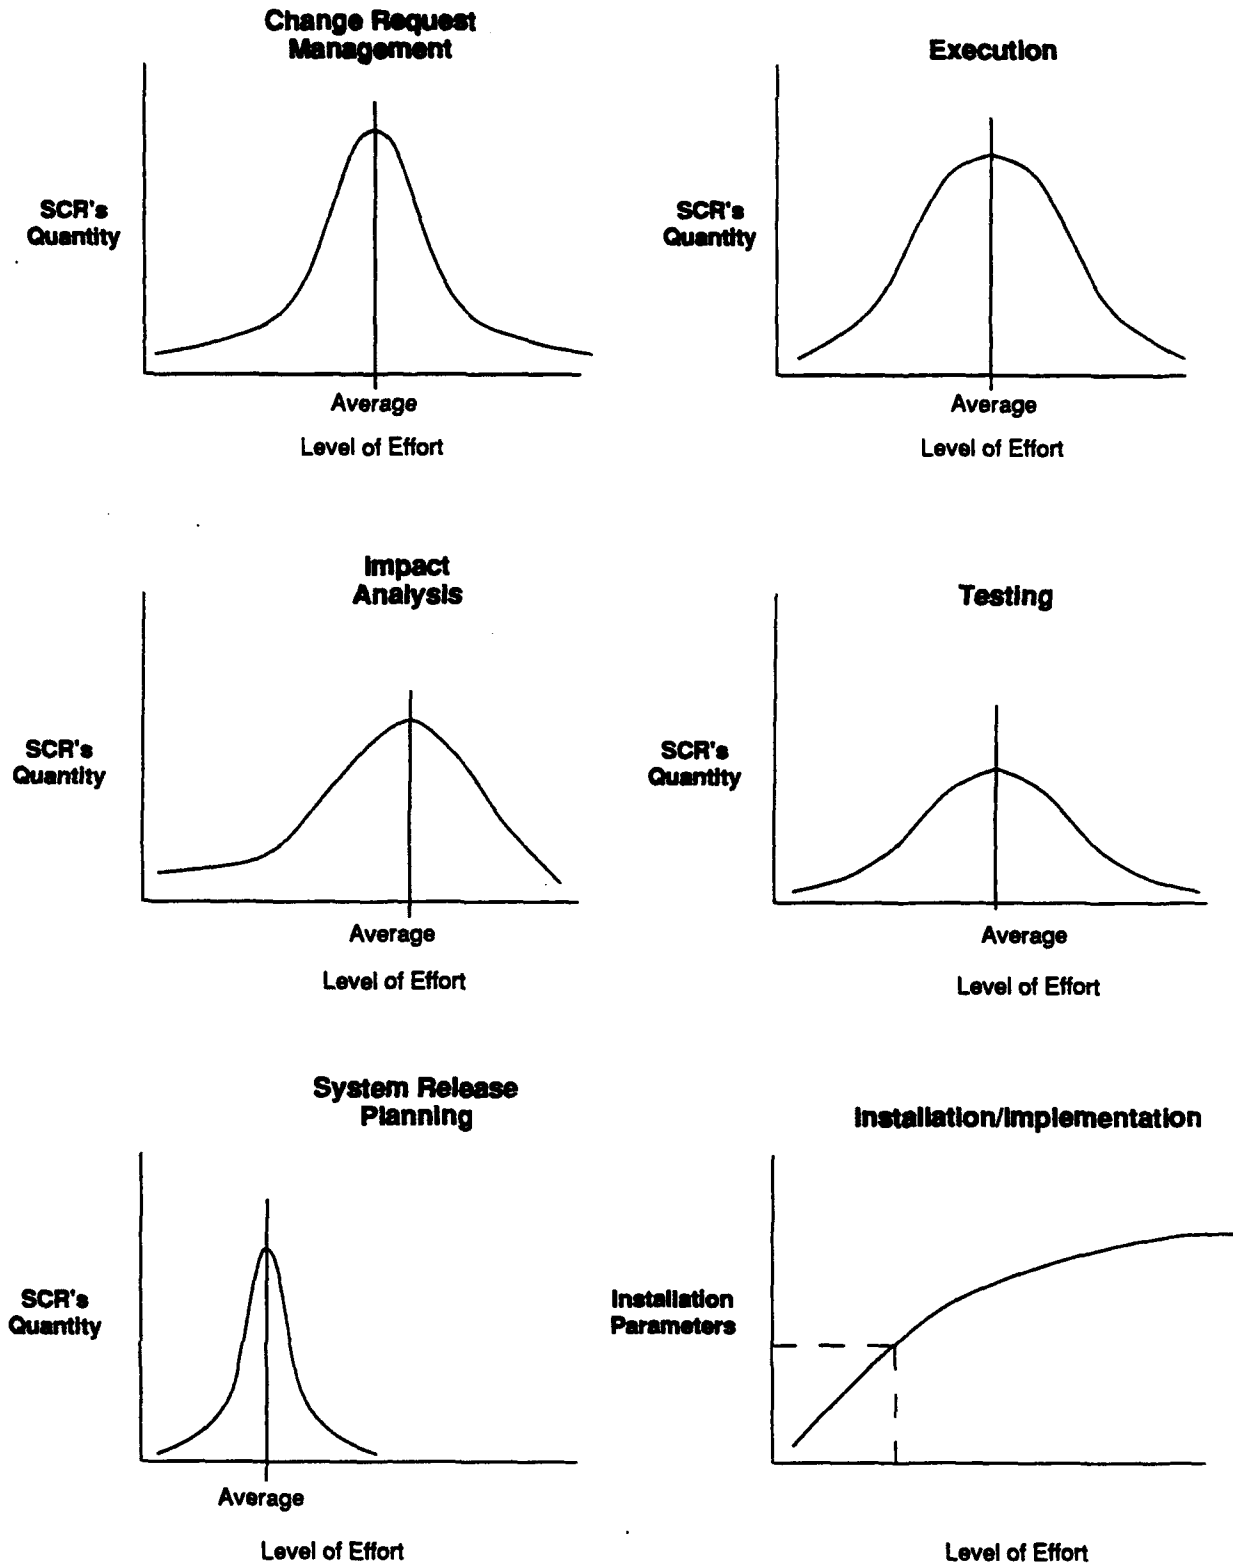 Change Request
Management
SCR's
Quantity
Average
Level of Effort
Execution
SCR's
Quantity
Average
Level of Effort
Impact
Analysis
SCR's
Quantity
Average
Level of Effort
Testing
SCR's
Quantity
Average
Level of Effort
System Release
Planning
SCR's
Quantity
Average
Level of Effort
Installation/Implementation
Installation
Parameters
Level of Effort